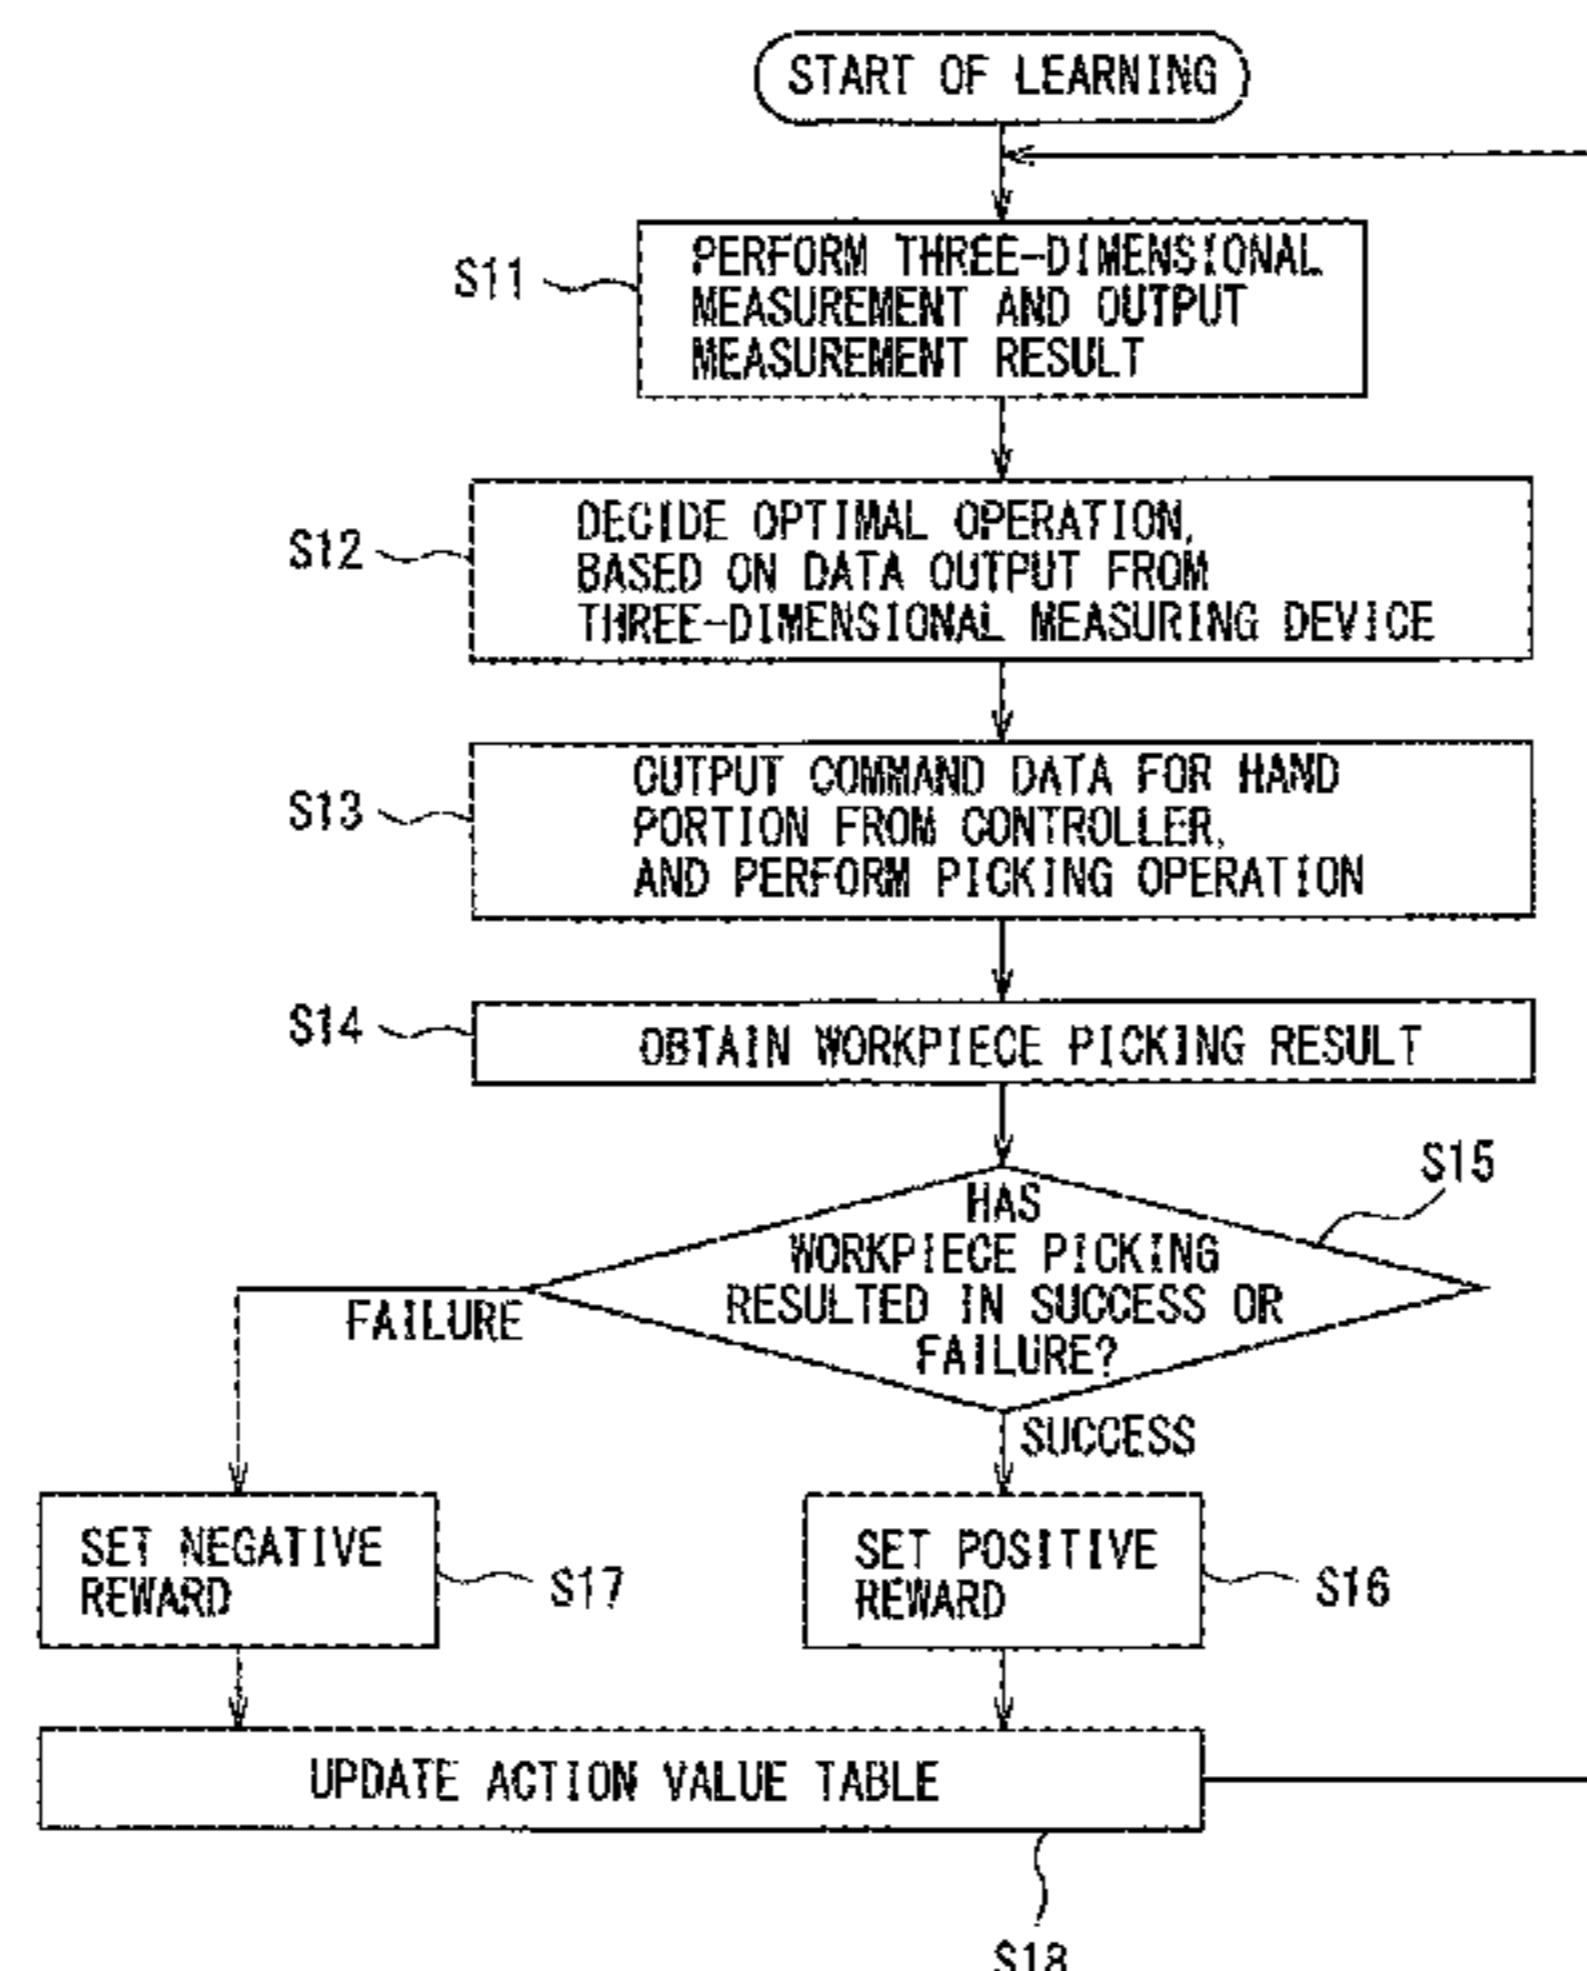 START OF LEARNING
S11
PERFORM THREE-DIMENSIONAL
MEASUREMENT AND OUTPUT
MEASUREMENT RESULT
S12
DECIDE OPTIMAL OPERATION,
BASED ON DATA OUTPUT FROM
THREE-DIMENSIONAL MEASURING DEVICE
S13
OUTPUT COMMAND DATA FOR HAND
PORTION FROM CONTROLLER,
AND PERFORM PICKING OPERATION
S14
OBTAIN WORKPIECE PICKING RESULT
S15
HAS
WORKPIECE PICKING
RESULTED IN SUCCESS OR
FAILURE?
FAILURE
SUCCESS
SET NEGATIVE
REWARD
S17
SET POSITIVE
REWARD
S16
UPDATE ACTION VALUE TABLE
S18